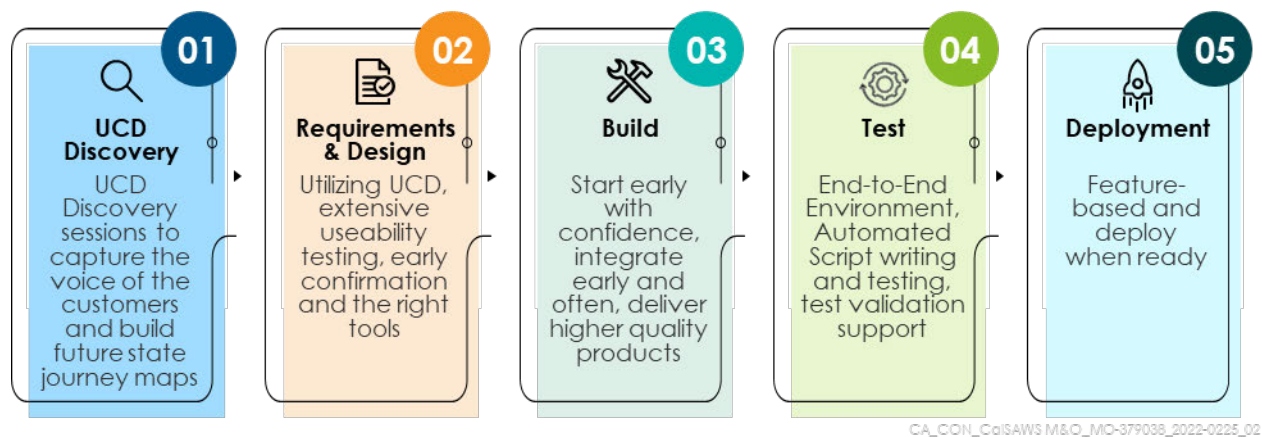 01
UCD
Discovery
UCD
Discovery
sessions to
capture the
voice of the
customers
and build
future state
journey maps
02
Requirements
& Design
Utilizing UCD,
extensive
useability
testing, early
confirmation
and the right
tools
03
Build
Start early
with
confidence,
integrate
early and
often, deliver
higher quality
products
04
Test
End-to-End
Environment,
Automated
Script writing
and testing,
test validation
support
05
Deployment
Feature-
based and
deploy
when ready
CA_CON_CalSAWS M&O_MO-379038_2022-0225_02